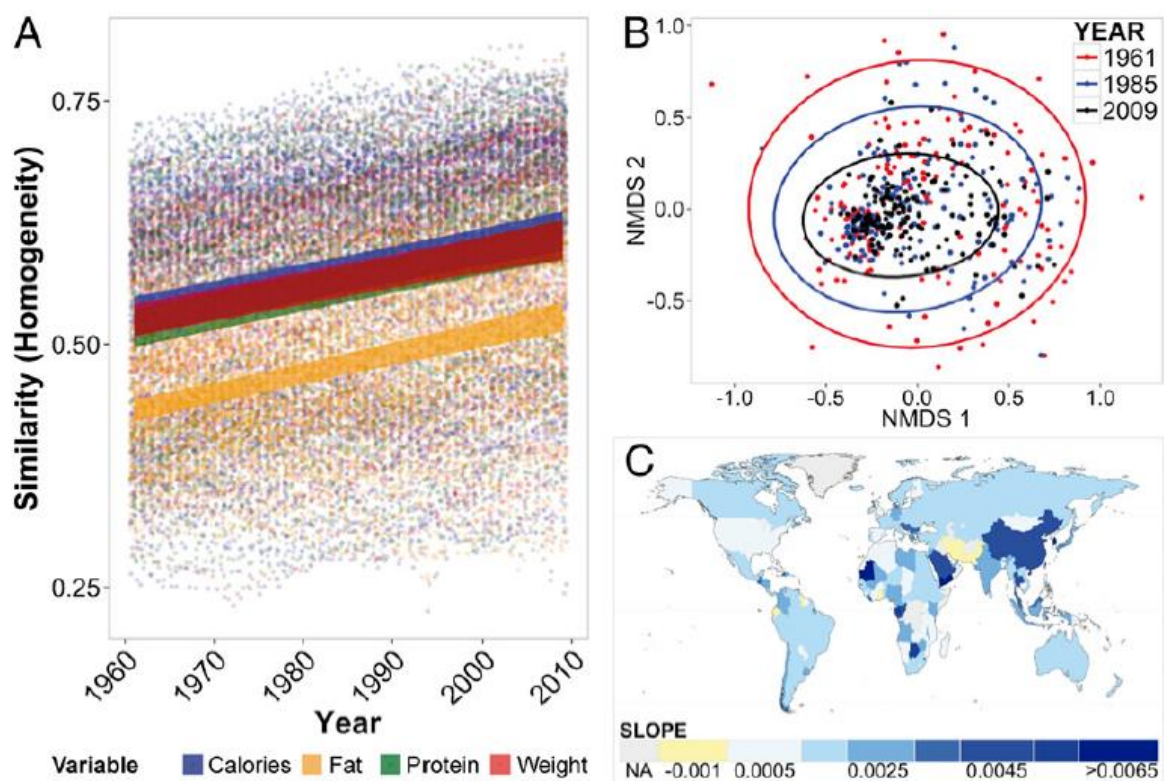 A
Similarity (Homogeneity)
0.75
0.50
0.25
1960 1970 1980 1990 2000 2010
Year
Variable Calories Fat Protein Weight
B
YEAR
1961
1985
2009
NMDS 2
1.0
0.5
0.0
-0.5
-1.0 -0.5 0.0 0.5 1.0
NMDS 1
C
SLOPE
NA -0.001 0.0005 0.0025 0.0045 >0.0065